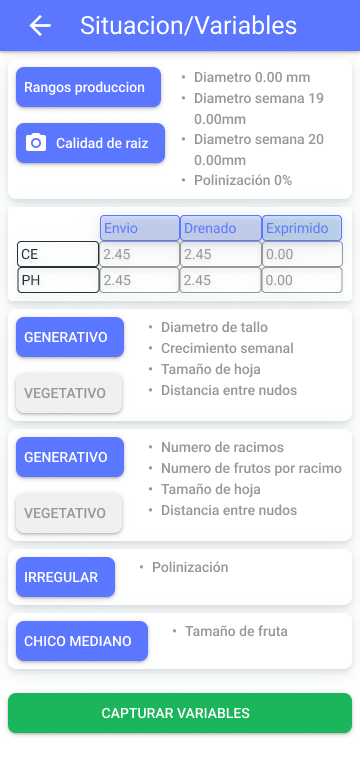 Situacion/Variables
Rangos produccion
Calidad de raiz
• Diametro 0.00 mm
• Diametro semana 19
0.00mm
• Diametro semana 20
0.00mm
• Polinización 0%
Envio Drenado Exprimido
CE 2.45 2.45 0.00
PH 2.45 2.45 0.00
GENERATIVO
VEGETATIVO
• Diametro de tallo
• Crecimiento semanal
• Tamaño de hoja
• Distancia entre nudos
GENERATIVO
VEGETATIVO
• Numero de racimos
• Numero de frutos por racimo
• Tamaño de hoja
• Distancia entre nudos
IRREGULAR
• Polinización
CHICO MEDIANO
• Tamaño de fruta
CAPTURAR VARIABLES